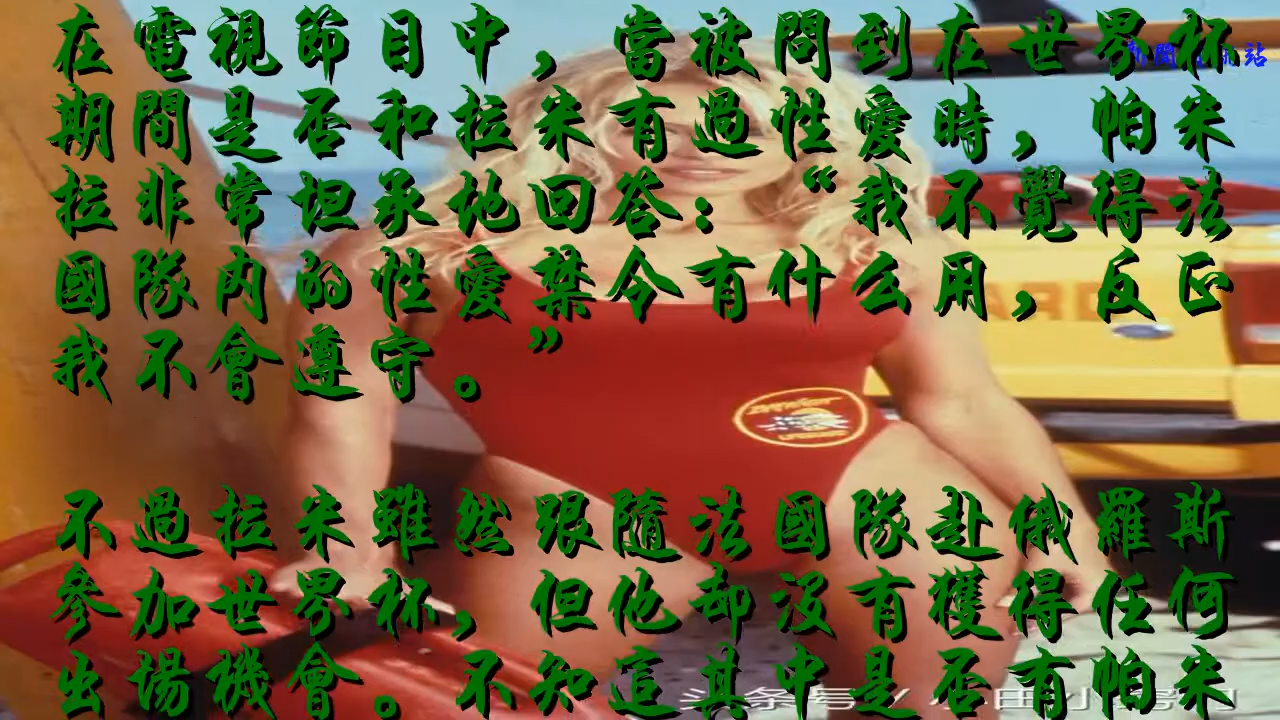 在電視節目中，當被問到在世界杯
期間是否和拉米有過性愛時，帕米
拉非常坦承地回答：“我不覺得法
國隊內的性愛禁令有什么用，反正
我不會遵守。”
不過拉米雖然跟隨法國隊赴俄羅斯
參加世界杯，但他却沒有獲得任何
出場機會。不知這其中是否有帕米